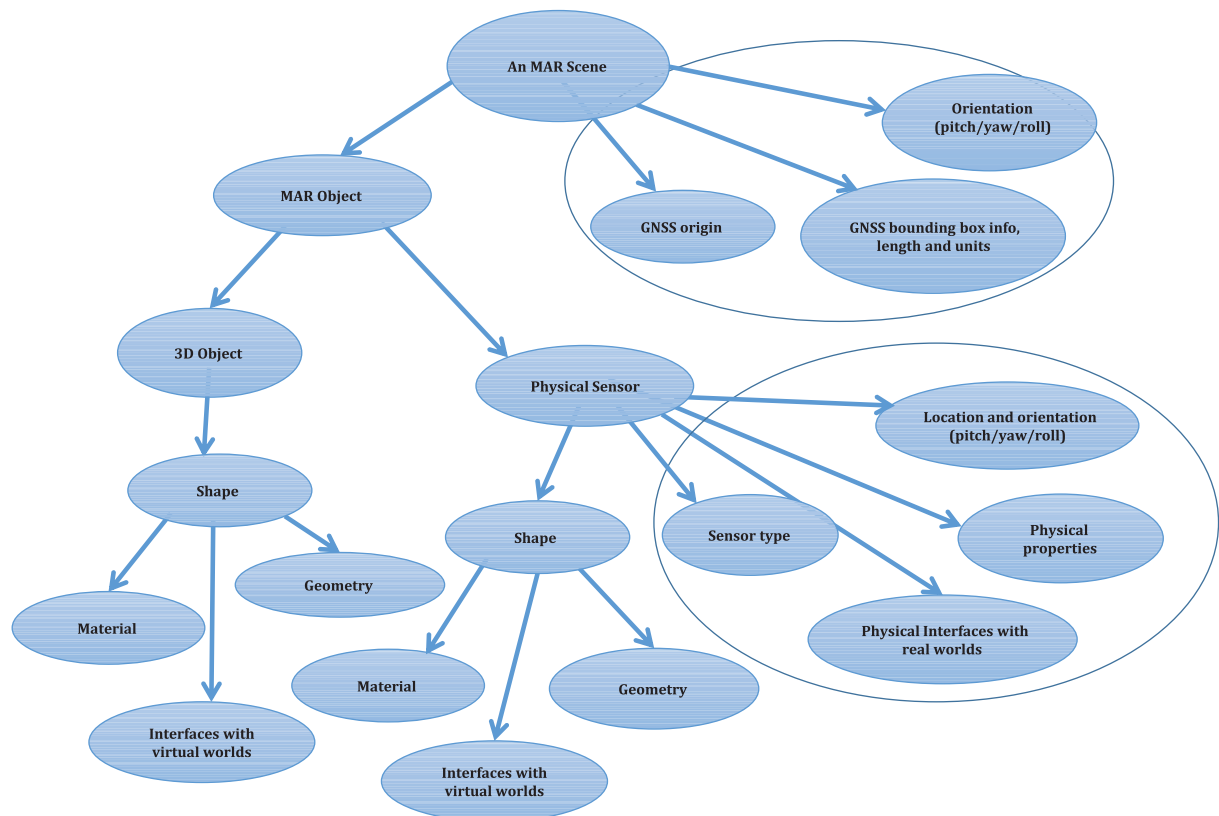 An MAR Scene
Orientation
(pitch/yaw/roll)
MAR Object
GNSS origin
GNSS bounding box info,
length and units
3D Object
Physical Sensor
Location and orientation
(pitch/yaw/roll)
Shape
Shape
Sensor type
Physical
properties
Geometry
Material
Physical Interfaces with
real worlds
Material
Geometry
Interfaces with
virtual worlds
Interfaces with
virtual worlds